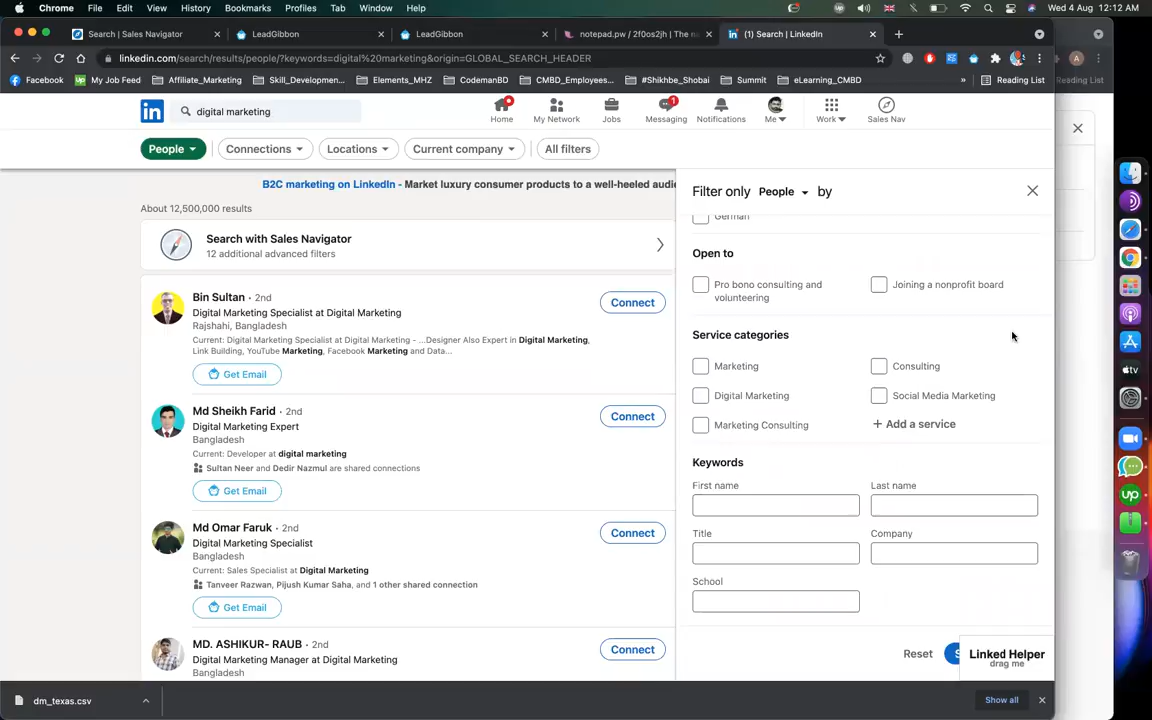 Chrome File Edit View History Bookmarks Profiles Tab Window Help Wed 4 Aug 12:12 AM
Search | Sales Navigator LeadGibbon LeadGibbon notepad.pw / 2f0os2jh | The n (1) Search | LinkedIn
linkedin.com/search/results/people/?keywords=digital%20marketing&origin=GLOBAL_SEARCH_HEADER
Facebook My Job Feed Affiliate_Marketing Skill_Developmen... Elements_MHZ CodemanBD CMBD_Employees... #Shikhbe_Shobai Summit eLearning_CMBD » Reading List Reading List
in digital marketing
Home My Network Jobs 1 Messaging Notifications Me Work Sales Nav
People Connections Locations Current company All filters
B2C marketing on LinkedIn - Market luxury consumer products to a well-heeled audie
About 12,500,000 results
Search with Sales Navigator
12 additional advanced filters
Bin Sultan · 2nd
Connect
Digital Marketing Specialist at Digital Marketing
Rajshahi, Bangladesh
Current: Digital Marketing Specialist at Digital Marketing - ...Designer Also Expert in Digital Marketing,
Link Building, YouTube Marketing, Facebook Marketing and Data...
Get Email
Md Sheikh Farid · 2nd
Connect
Digital Marketing Expert
Bangladesh
Current: Developer at digital marketing
Sultan Neer and Dedir Nazmul are shared connections
Get Email
Md Omar Faruk · 2nd
Connect
Digital Marketing Specialist
Bangladesh
Current: Sales Specialist at Digital Marketing
Tanveer Razwan, Pijush Kumar Saha, and 1 other shared connection
Get Email
MD. ASHIKUR- RAUB · 2nd
Connect
Digital Marketing Manager at Digital Marketing
Bangladesh
Filter only People by
German
Open to
Pro bono consulting and volunteering
Joining a nonprofit board
Service categories
Marketing Consulting
Digital Marketing Social Media Marketing
Marketing Consulting + Add a service
Keywords
First name Last name
Title Company
School
Reset S
Linked Helper
drag me
dm_texas.csv
Show all
A
tv
up